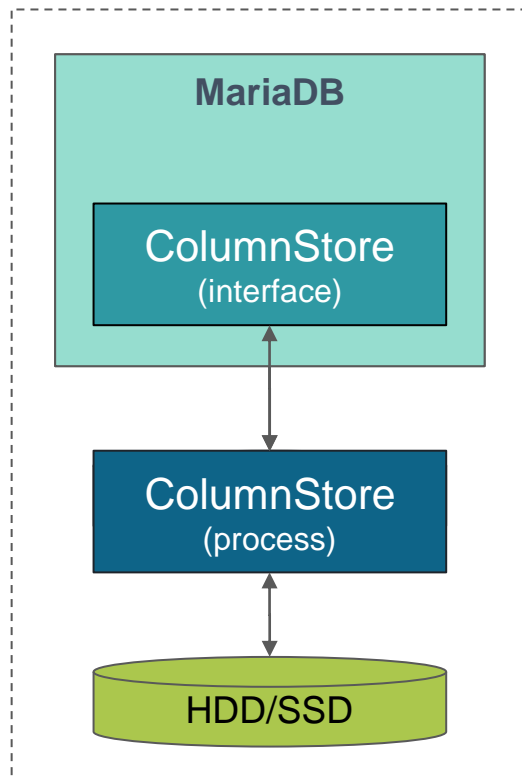 MariaDB
ColumnStore
(interface)
ColumnStore
(process)
HDD/SSD